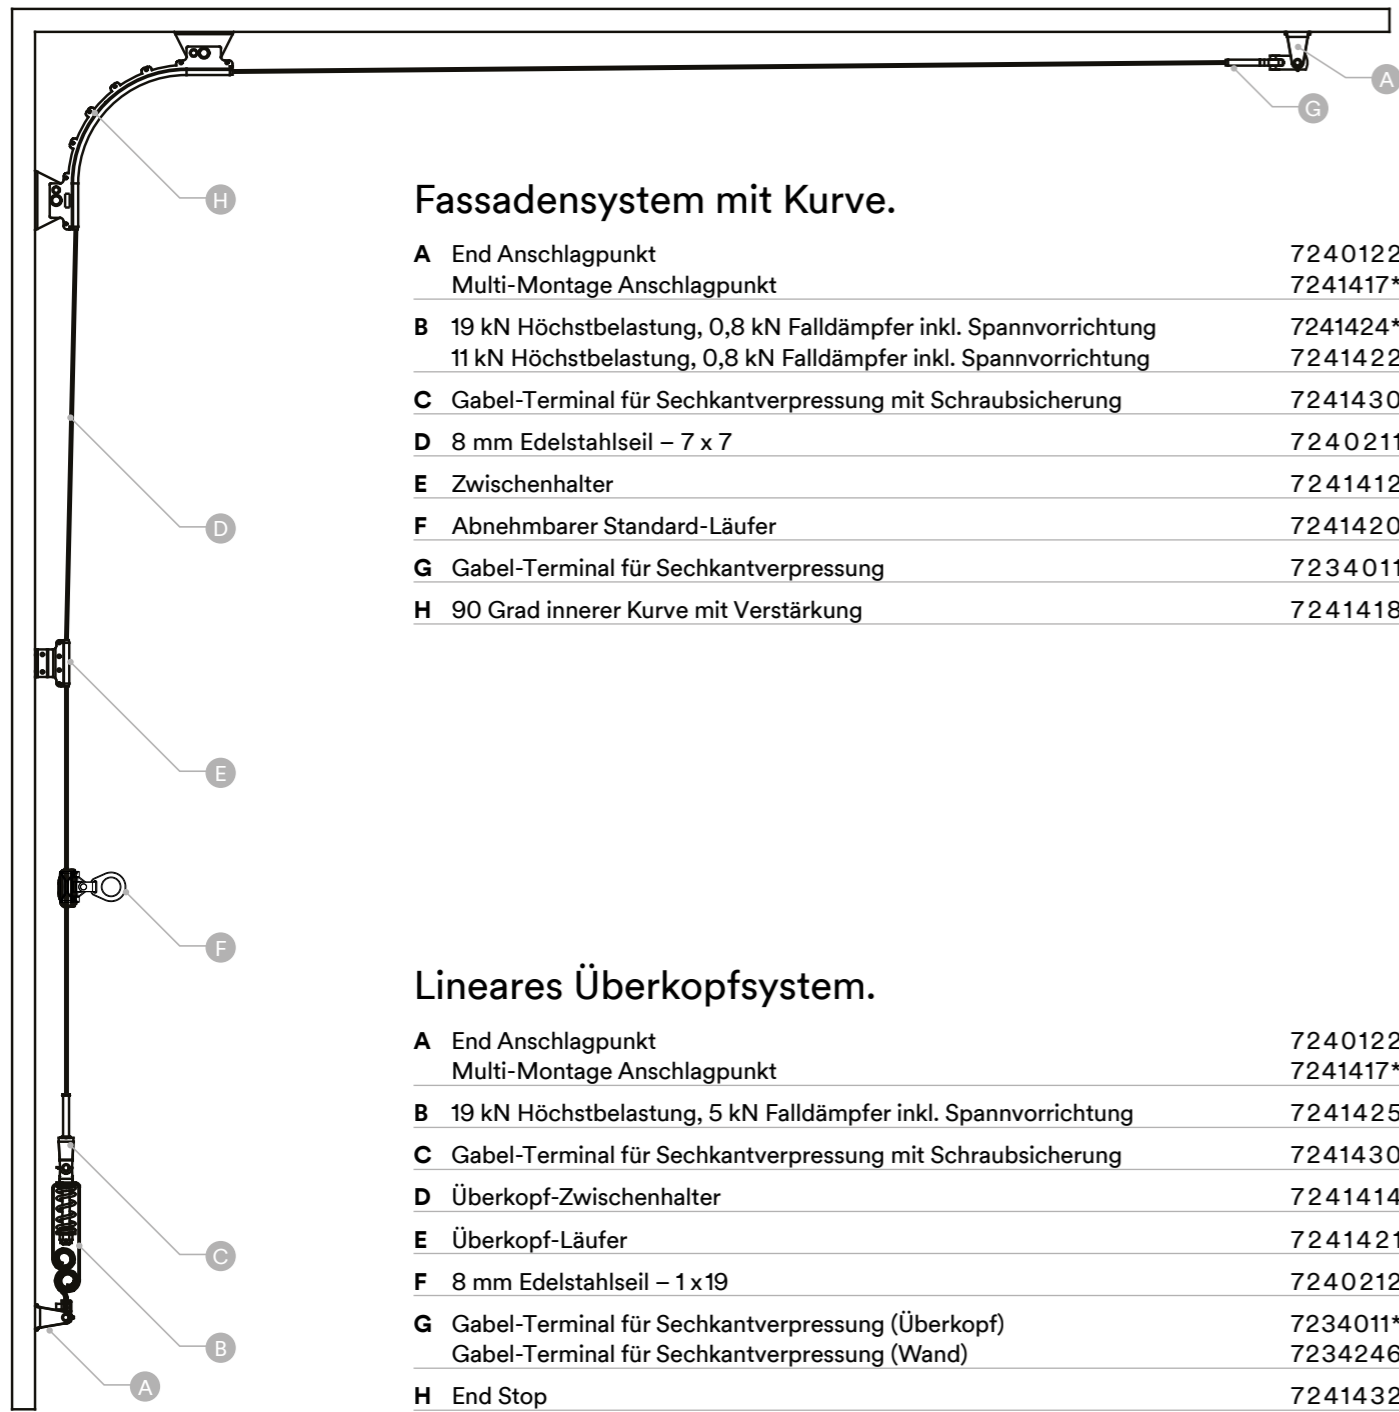 A
G
H
Fassadensystem mit Kurve.
A End Anschlagpunkt 7240122
Multi-Montage Anschlagpunkt 7241417*
B 19 kN Höchstbelastung, 0,8 kN Falldämpfer inkl. Spannvorrichtung 7241424*
11 kN Höchstbelastung, 0,8 kN Falldämpfer inkl. Spannvorrichtung 7241422
C Gabel-Terminal für Sechkantverpressung mit Schraubsicherung 7241430
D 8 mm Edelstahlseil – 7 x 7 7240211
E Zwischenhalter 7241412
F Abnehmbarer Standard-Läufer 7241420
G Gabel-Terminal für Sechkantverpressung 7234011
H 90 Grad innerer Kurve mit Verstärkung 7241418
D
E
F
Lineares Überkopfsystem.
A End Anschlagpunkt 7240122
Multi-Montage Anschlagpunkt 7241417*
B 19 kN Höchstbelastung, 5 kN Falldämpfer inkl. Spannvorrichtung 7241425
C Gabel-Terminal für Sechkantverpressung mit Schraubsicherung 7241430
D Überkopf-Zwischenhalter 7241414
E Überkopf-Läufer 7241421
F 8 mm Edelstahlseil – 1 x19 7240212
G Gabel-Terminal für Sechkantverpressung (Überkopf) 7234011*
Gabel-Terminal für Sechkantverpressung (Wand) 7234246
H End Stop 7241432
C
B
A